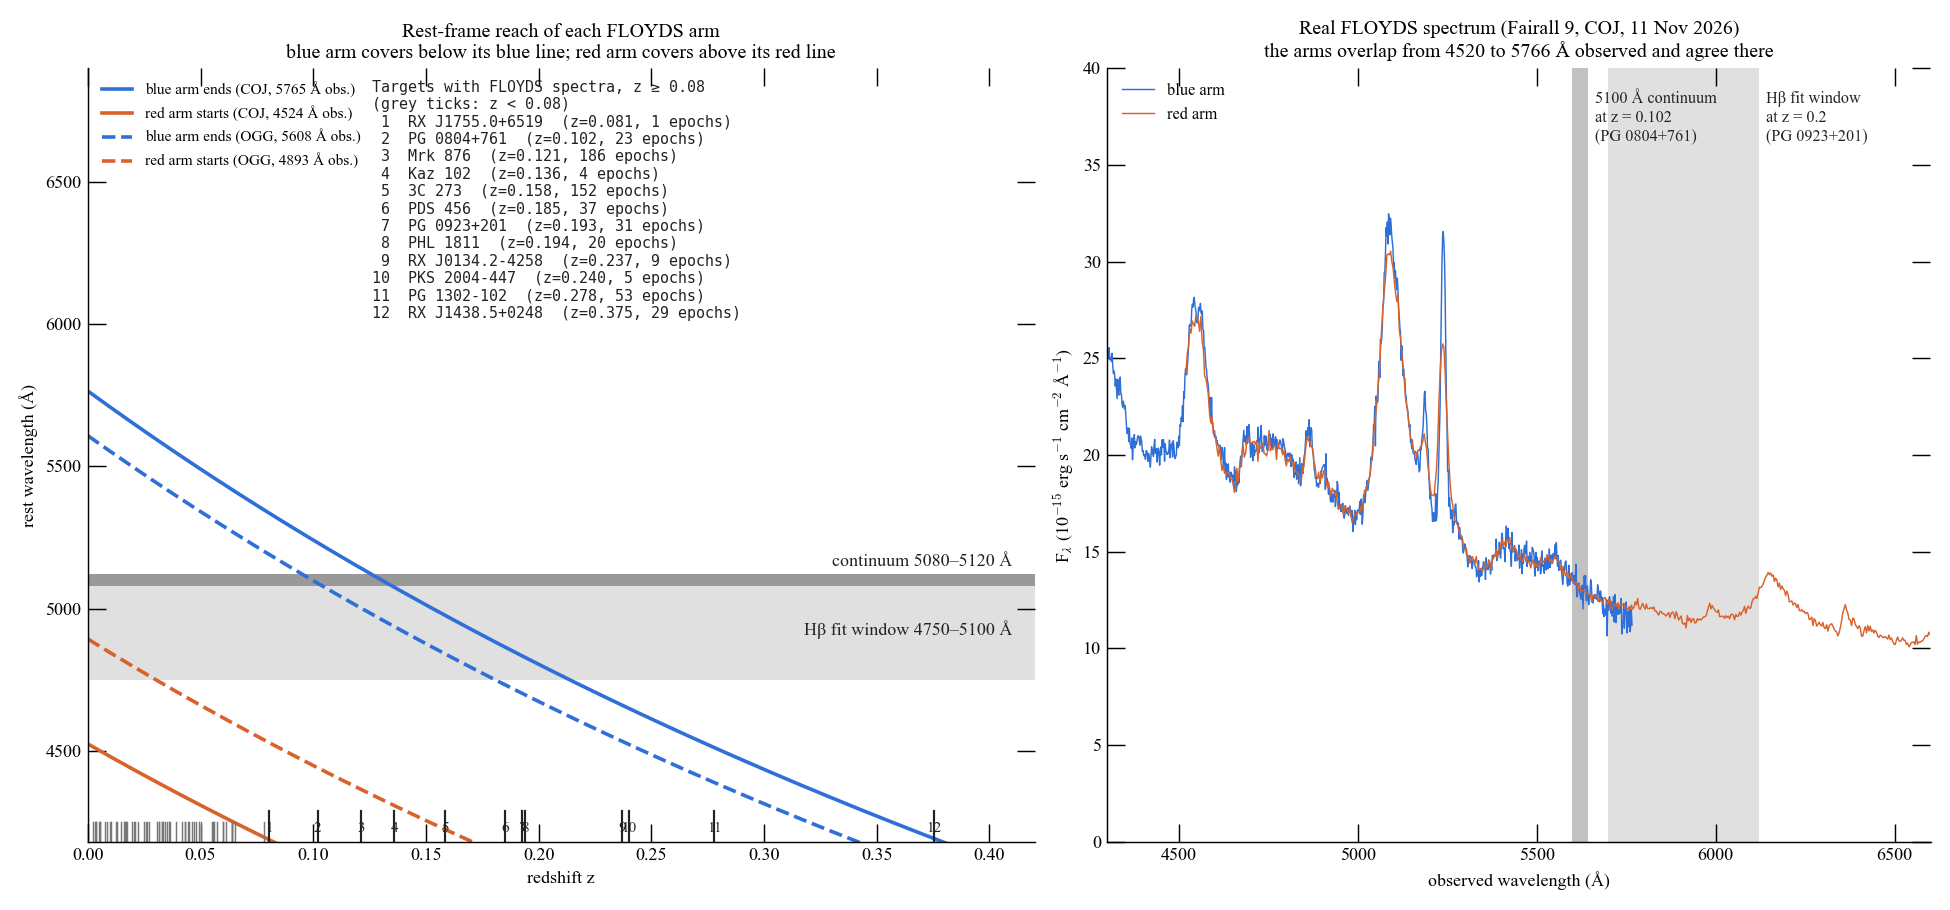 Rest-frame reach of each FLOYDS arm
blue arm covers below its blue line; red arm covers above its red line
blue arm ends (COJ, 5765 Å obs.)
red arm starts (COJ, 4524 Å obs.)
blue arm ends (OGG, 5608 Å obs.)
red arm starts (OGG, 4893 Å obs.)
Targets with FLOYDS spectra, z ≥ 0.08
(grey ticks: z < 0.08)
1 RX J1755.0+6519 (z=0.081, 1 epochs)
2 PG 0804+761 (z=0.102, 23 epochs)
3 Mrk 876 (z=0.121, 186 epochs)
4 Kaz 102 (z=0.136, 4 epochs)
5 3C 273 (z=0.158, 152 epochs)
6 PDS 456 (z=0.185, 37 epochs)
7 PG 0923+201 (z=0.193, 31 epochs)
8 PHL 1811 (z=0.194, 20 epochs)
9 RX J0134.2-4258 (z=0.237, 9 epochs)
10 PKS 2004-447 (z=0.240, 5 epochs)
11 PG 1302-102 (z=0.278, 53 epochs)
12 RX J1438.5+0248 (z=0.375, 29 epochs)
6500
6000
5500
5000
4500
rest wavelength (Å)
continuum 5080–5120 Å
Hβ fit window 4750–5100 Å
1 2 3 4 5 6 8 9 10 11 12
0.00 0.05 0.10 0.15 0.20 0.25 0.30 0.35 0.40
redshift z
Real FLOYDS spectrum (Fairall 9, COJ, 11 Nov 2026)
the arms overlap from 4520 to 5766 Å observed and agree there
blue arm
red arm
5100 Å continuum
at z = 0.102
(PG 0804+761)
Hβ fit window
at z = 0.2
(PG 0923+201)
40
35
30
25
20
15
10
5
0
Fλ (10⁻¹⁵ erg s⁻¹ cm⁻² Å⁻¹)
4500 5000 5500 6000 6500
observed wavelength (Å)